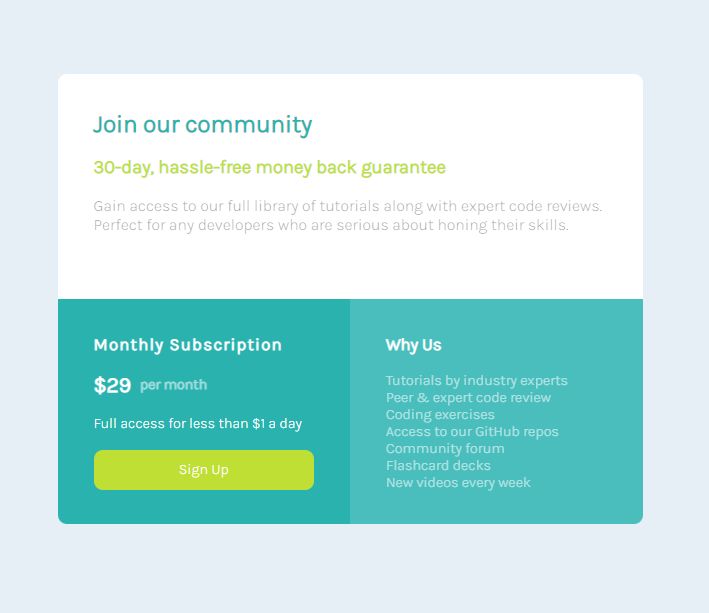 Join our community
30-day, hassle-free money back guarantee
Gain access to our full library of tutorials along with expert code reviews.
Perfect for any developers who are serious about honing their skills.
Monthly Subscription
$29 per month
Full access for less than $1 a day
Sign Up
Why Us
Tutorials by industry experts
Peer & expert code review
Coding exercises
Access to our GitHub repos
Community forum
Flashcard decks
New videos every week